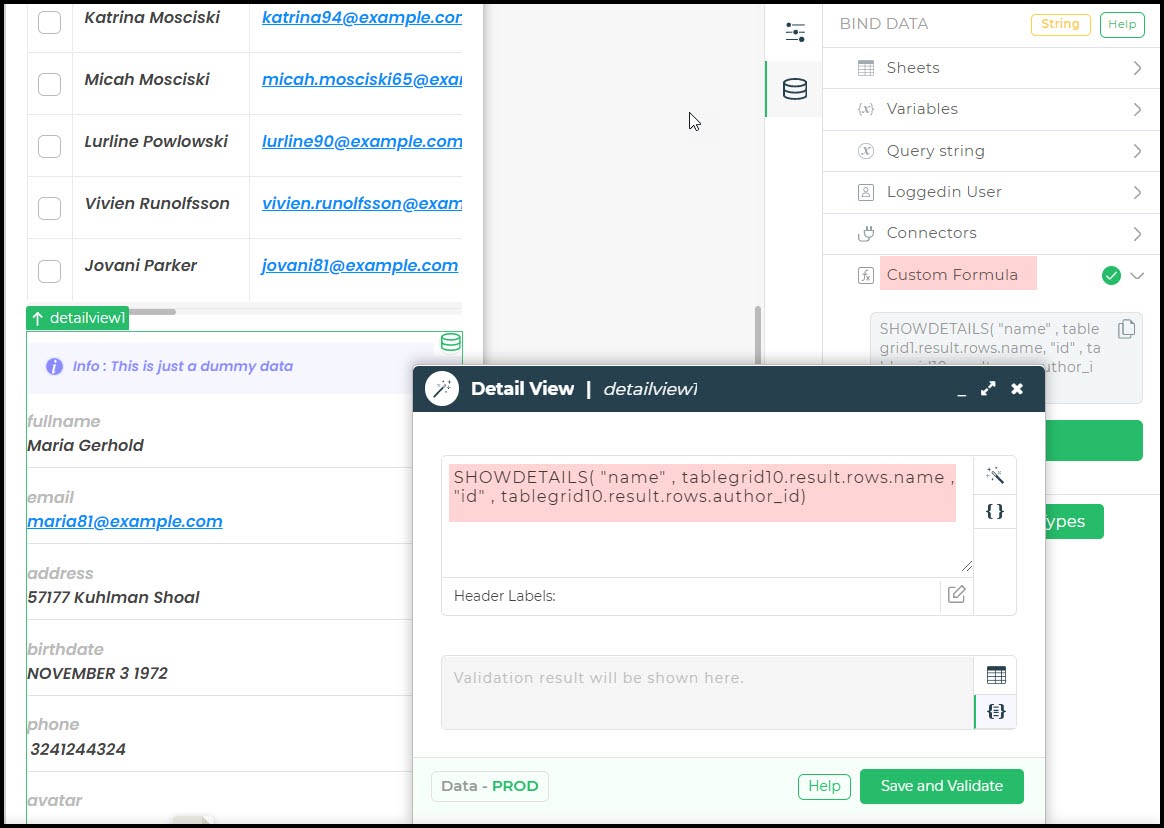 Katrina Mosciski katrina94@example.cor
Micah Mosciski micah.mosciski65@exar
Lurline Powlowski lurline90@example.com
Vivien Runolfsson vivien.runolfsson@exam
Jovani Parker jovani81@example.com
detailview1
Info : This is just a dummy data
fullname
Maria Gerhold
email
maria81@example.com
address
57177 Kuhlman Shoal
birthdate
NOVEMBER 3 1972
phone
3241244324
avatar
BIND DATA String Help
Sheets
Variables
Query string
Loggedin User
Connectors
Custom Formula
SHOWDETAILS( "name" , table
grid1.result.rows.name, "id" , ta
ypes
Detail View | detailview1
SHOWDETAILS( "name" , tablegrid10.result.rows.name ,
"id" , tablegrid10.result.rows.author_id)
Header Labels:
Validation result will be shown here.
Data - PROD Help Save and Validate